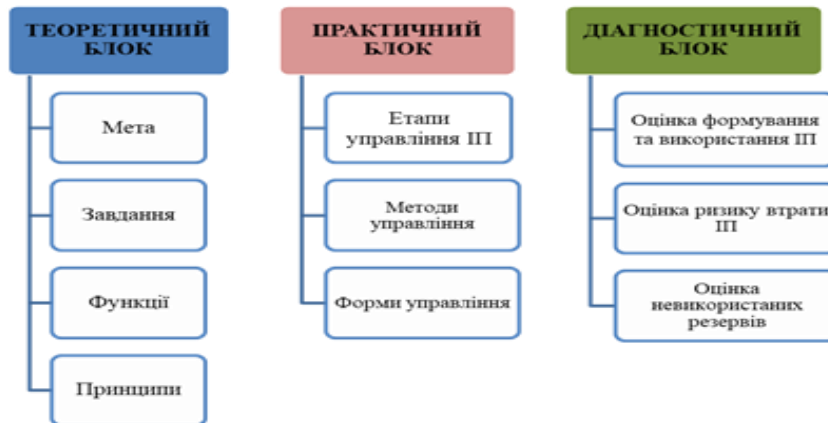 ТЕОРЕТИЧНИЙ
БЛОК
Мета
Завдання
Функції
Принципи
ПРАКТИЧНИЙ
БЛОК
Етапи
управління ІП
Методи
управління
Форми управління
ДІАГНОСТИЧНИЙ
БЛОК
Оцінка формування
та використання ІП
Оцінка ризику втрати
ІП
Оцінка
невикористаних
резервів